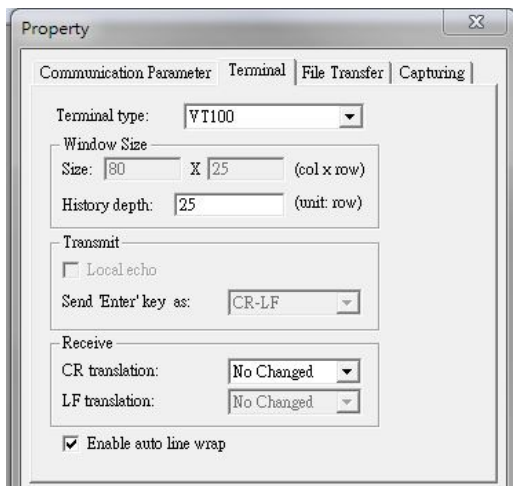 Property
Communication Parameter Terminal File Transfer Capturing
Terminal type: VT100
Window Size
Size: 80 X 25 (col x row)
History depth: 25 (unit: row)
Transmit
Local echo
Send 'Enter' key as: CR-LF
Receive
CR translation: No Changed
LF translation: No Changed
Enable auto line wrap